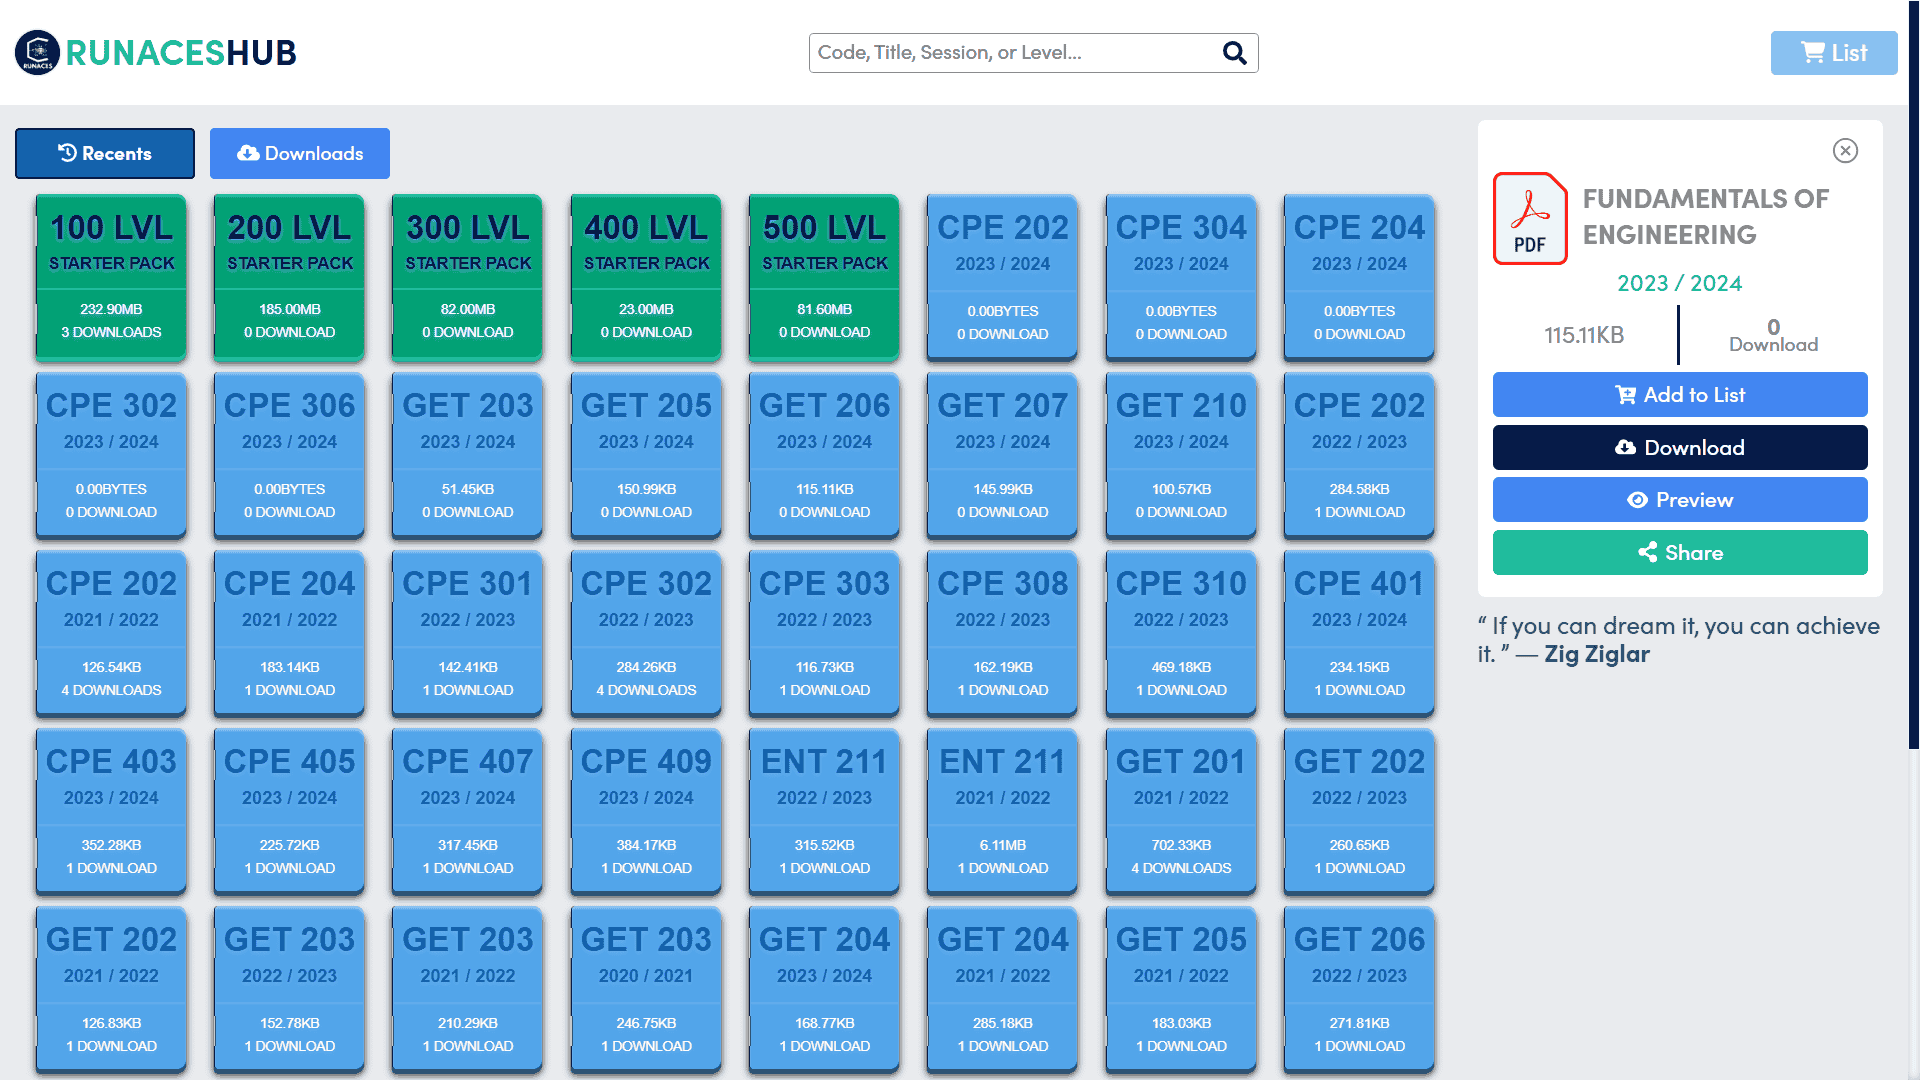 RUNACES
RUNACESHUB
Code, Title, Session, or Level...
List
Recents
Downloads
100 LVL
STARTER PACK
232.90MB
3 DOWNLOADS
200 LVL
STARTER PACK
185.00MB
0 DOWNLOAD
300 LVL
STARTER PACK
82.00MB
0 DOWNLOAD
400 LVL
STARTER PACK
23.00MB
0 DOWNLOAD
500 LVL
STARTER PACK
81.60MB
0 DOWNLOAD
CPE 202
2023 / 2024
0.00BYTES
0 DOWNLOAD
CPE 304
2023 / 2024
0.00BYTES
0 DOWNLOAD
CPE 204
2023 / 2024
0.00BYTES
0 DOWNLOAD
CPE 302
2023 / 2024
0.00BYTES
0 DOWNLOAD
CPE 306
2023 / 2024
0.00BYTES
0 DOWNLOAD
GET 203
2023 / 2024
51.45KB
0 DOWNLOAD
GET 205
2023 / 2024
150.99KB
0 DOWNLOAD
GET 206
2023 / 2024
115.11KB
0 DOWNLOAD
GET 207
2023 / 2024
145.99KB
0 DOWNLOAD
GET 210
2023 / 2024
100.57KB
0 DOWNLOAD
CPE 202
2022 / 2023
284.58KB
1 DOWNLOAD
CPE 202
2021 / 2022
126.54KB
4 DOWNLOADS
CPE 204
2021 / 2022
183.14KB
1 DOWNLOAD
CPE 301
2022 / 2023
142.41KB
1 DOWNLOAD
CPE 302
2022 / 2023
284.26KB
4 DOWNLOADS
CPE 303
2022 / 2023
116.73KB
1 DOWNLOAD
CPE 308
2022 / 2023
162.19KB
1 DOWNLOAD
CPE 310
2022 / 2023
469.18KB
1 DOWNLOAD
CPE 401
2023 / 2024
234.15KB
1 DOWNLOAD
CPE 403
2023 / 2024
352.28KB
1 DOWNLOAD
CPE 405
2023 / 2024
225.72KB
1 DOWNLOAD
CPE 407
2023 / 2024
317.45KB
1 DOWNLOAD
CPE 409
2023 / 2024
384.17KB
1 DOWNLOAD
ENT 211
2022 / 2023
315.52KB
1 DOWNLOAD
ENT 211
2021 / 2022
6.11MB
1 DOWNLOAD
GET 201
2021 / 2022
702.33KB
4 DOWNLOADS
GET 202
2022 / 2023
260.65KB
1 DOWNLOAD
GET 202
2021 / 2022
126.83KB
1 DOWNLOAD
GET 203
2022 / 2023
152.78KB
1 DOWNLOAD
GET 203
2021 / 2022
210.29KB
1 DOWNLOAD
GET 203
2020 / 2021
246.75KB
1 DOWNLOAD
GET 204
2023 / 2024
168.77KB
1 DOWNLOAD
GET 204
2021 / 2022
285.18KB
1 DOWNLOAD
GET 205
2021 / 2022
183.03KB
1 DOWNLOAD
GET 206
2022 / 2023
271.81KB
1 DOWNLOAD
PDF
FUNDAMENTALS OF
ENGINEERING
2023 / 2024
115.11KB
0
Download
Add to List
Download
Preview
Share
“ If you can dream it, you can achieve
it. ” — Zig Ziglar